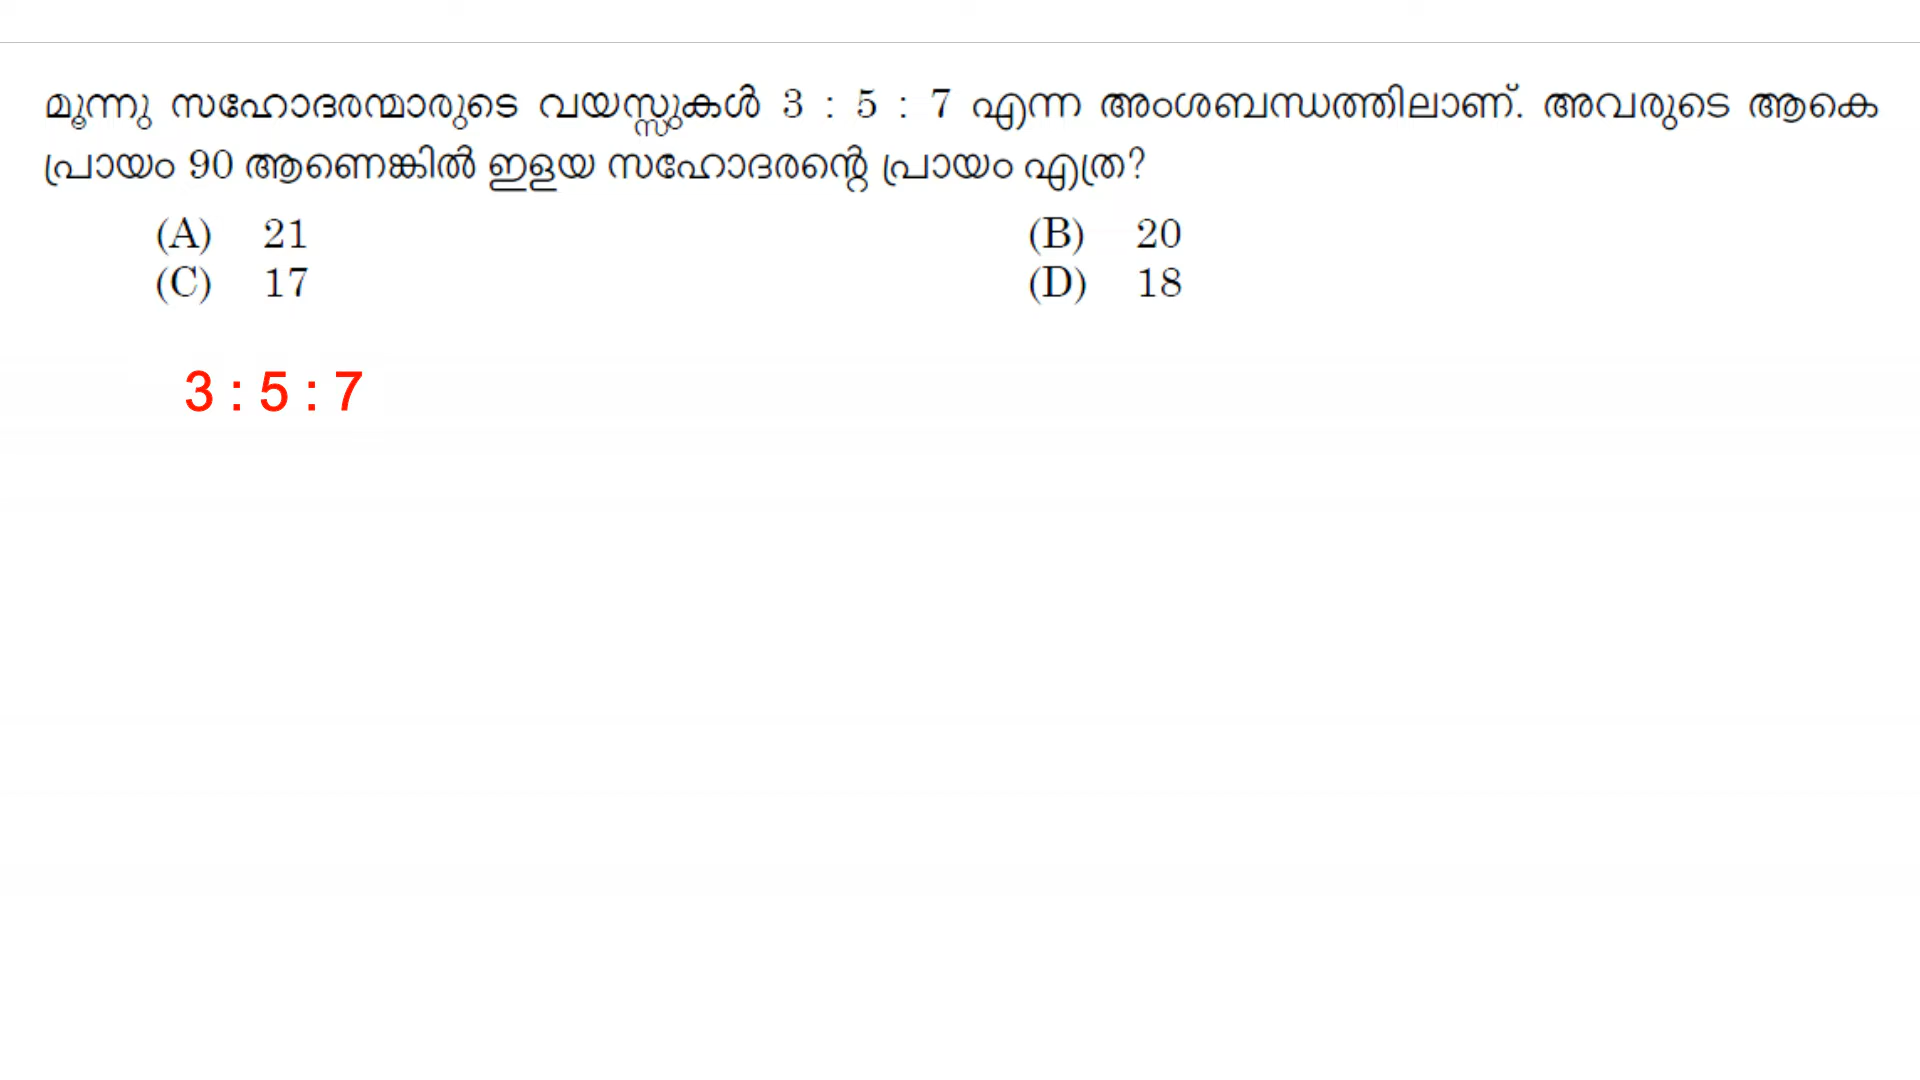 മൂന്നു സഹോദരന്മാരുടെ വയസ്സുകൾ 3 : 5 : 7 എന്ന അംശബന്ധത്തിലാണ്. അവരുടെ ആകെ
പ്രായം 90 ആണെങ്കിൽ ഇളയ സഹോദരന്റെ പ്രായം എത്ര?
(A) 21 (B) 20
(C) 17 (D) 18
3 : 5 : 7